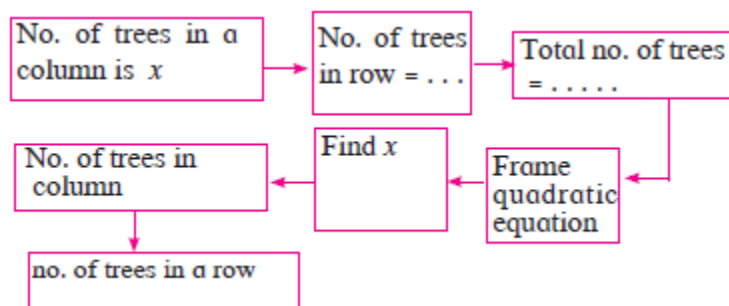 No. of trees in a
column is x
No. of trees
in row = . . .
Total no. of trees
= . . . . .
Frame
quadratic
equation
Find x
No. of trees in
column
no. of trees in a row